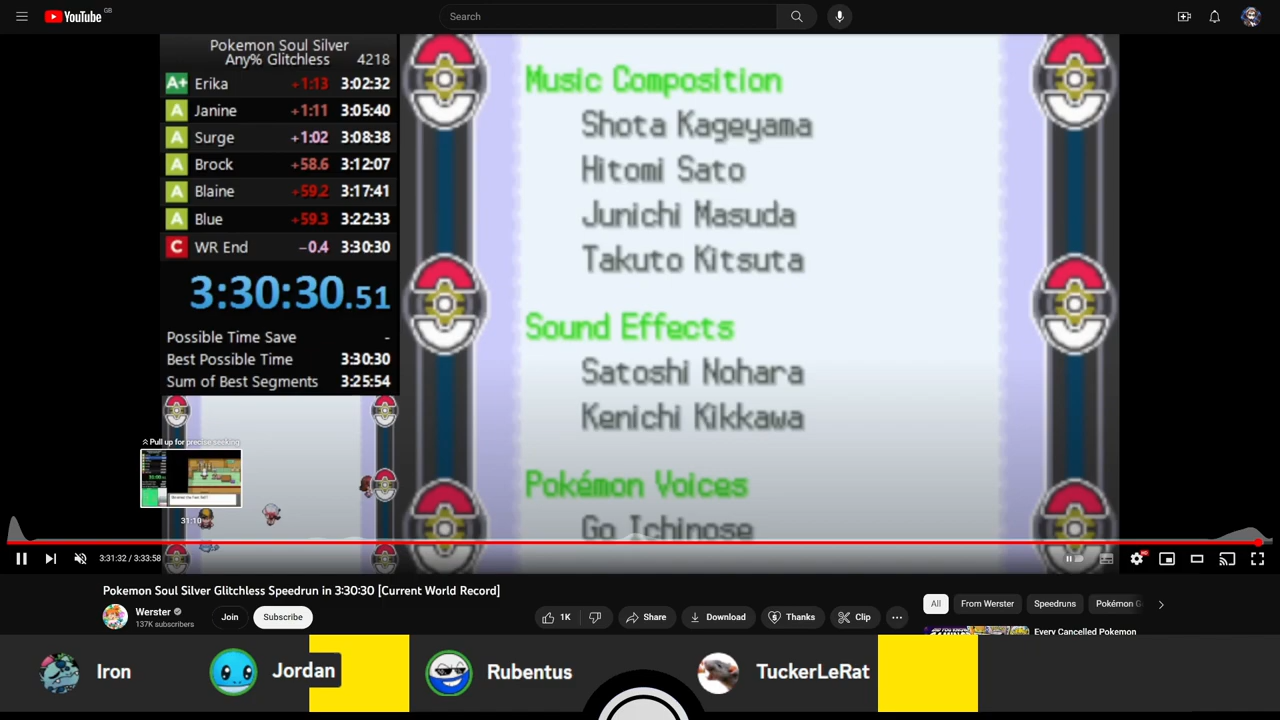 YouTube GB
Search
Pokemon Soul Silver
Any% Glitchless 4218
A+ Erika +1:13 3:02:32
A Janine +1:11 3:05:40
A Surge +1:02 3:08:38
A Brock +58.6 3:12:07
A Blaine +59.2 3:17:41
A Blue +59.3 3:22:33
C WR End −0.4 3:30:30
3:30:30.51
Possible Time Save -
Best Possible Time 3:30:30
Sum of Best Segments 3:25:54
Music Composition
Shota Kageyama
Hitomi Sato
Junichi Masuda
Takuto Kitsuta
Sound Effects
Satoshi Nohara
Kenichi Kikkawa
Pokémon Voices
Go Ichinose
Pull up for precise seeking
31:10
3:31:32 / 3:33:58
HD
Pokemon Soul Silver Glitchless Speedrun in 3:30:30 [Current World Record]
Werster
137K subscribers
Join
Subscribe
1K
Share
Download
Thanks
Clip
All
From Werster
Speedruns
Pokémon G
Every Cancelled Pokemon
Iron
Jordan
Rubentus
TuckerLeRat